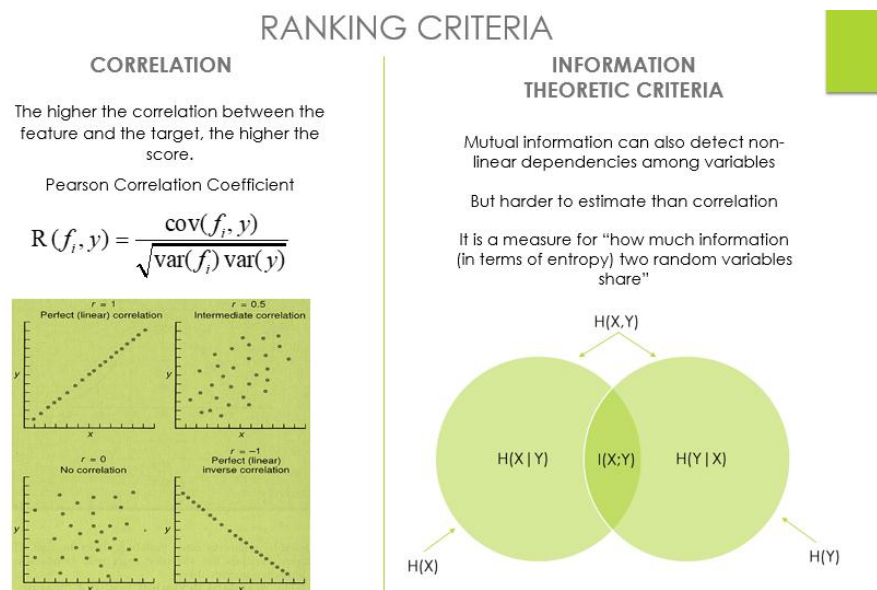 RANKING CRITERIA
CORRELATION
The higher the correlation between the
feature and the target, the higher the
score.
Pearson Correlation Coefficient
R(f_i, y) = cov(f_i, y) / √(var(f_i) var(y))
r = 1
Perfect (linear) correlation
y
x
r = 0.5
Intermediate correlation
y
x
r = 0
No correlation
y
x
r = −1
Perfect (linear)
inverse correlation
y
x
INFORMATION
THEORETIC CRITERIA
Mutual information can also detect non-
linear dependencies among variables
But harder to estimate than correlation
It is a measure for “how much information
(in terms of entropy) two random variables
share”
H(X,Y)
H(X|Y)
I(X;Y)
H(Y|X)
H(X)
H(Y)